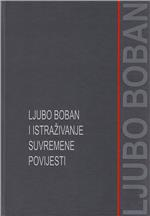 LJUBO BOBAN
I ISTRAŽIVANJE
SUVREMENE
POVIJESTI
LJUBO BOBAN